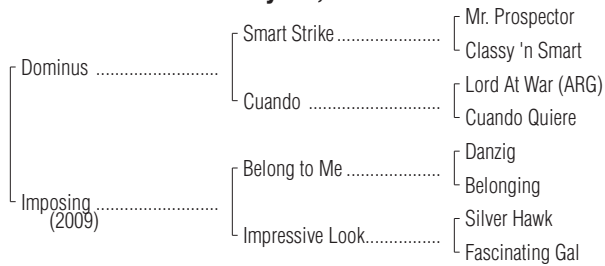 Mr. Prospector
Smart Strike ....................
Classy 'n Smart
Dominus ........................
Lord At War (ARG)
Cuando .........................
Cuando Quiere
Danzig
Belong to Me ..................
Belonging
Imposing ........................
(2009)
Silver Hawk
Impressive Look..............
Fascinating Gal